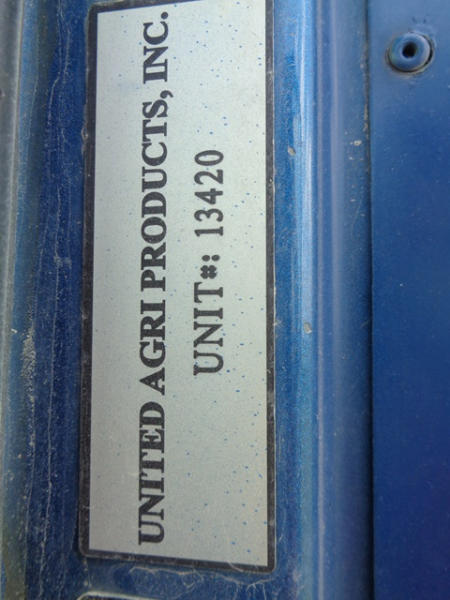 UNITED AGRI PRODUCTS, INC.
UNIT#: 13420